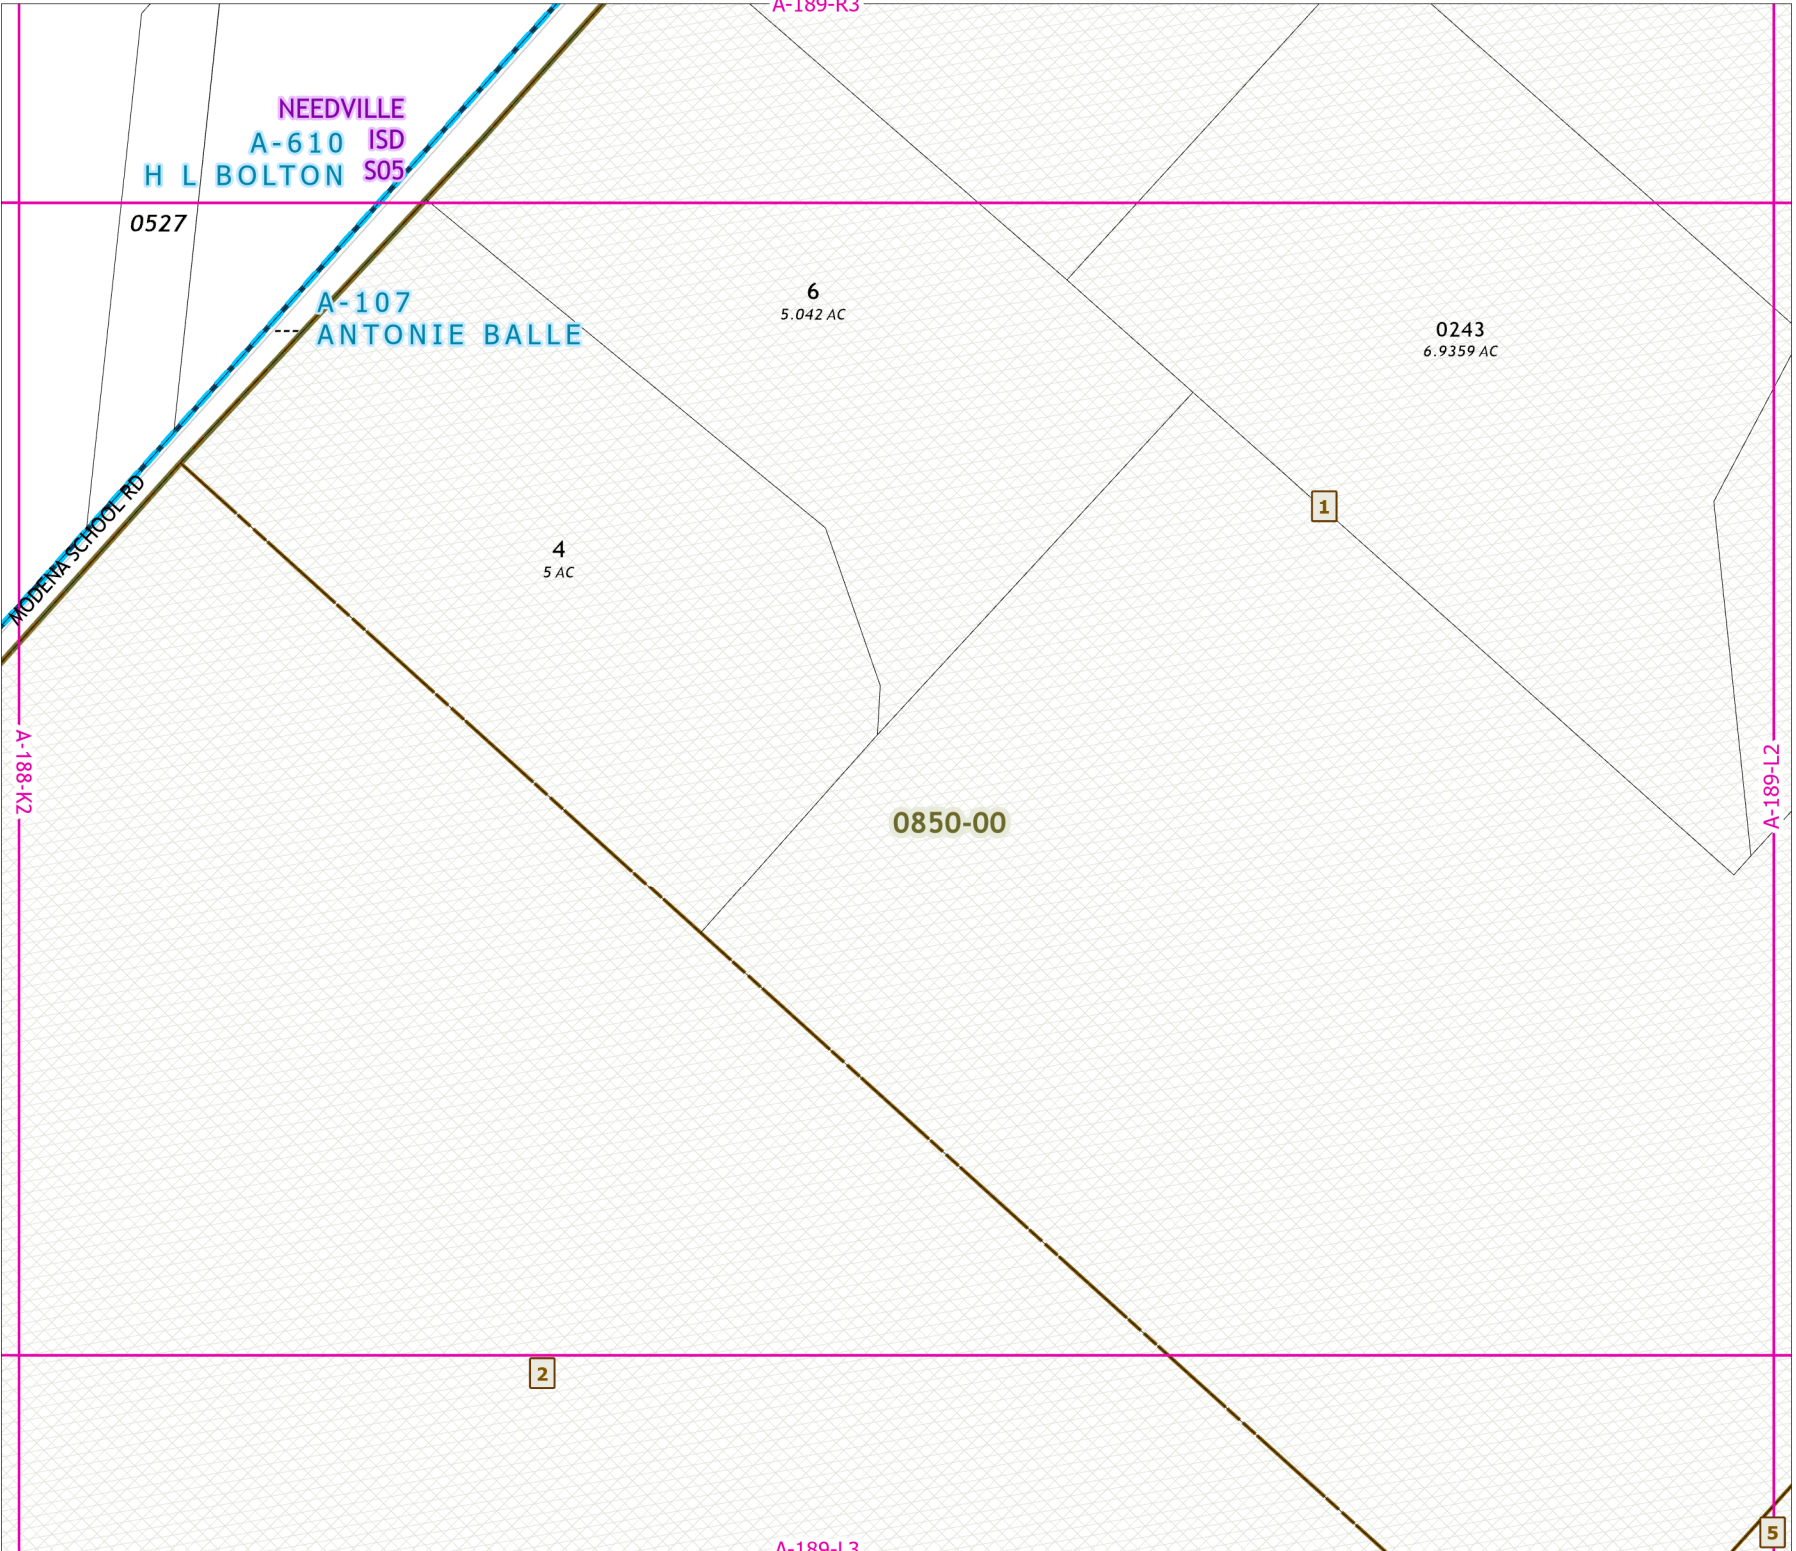 A-189-R3
NEEDVILLE
ISD
S05
A-610
H L BOLTON
0527
A-107
ANTONIE BALLE
6
5.042 AC
0243
6.9359 AC
MODENA SCHOOL RD
1
4
5 AC
A-188-K2
A-189-L2
0850-00
2
5
A-189-L3